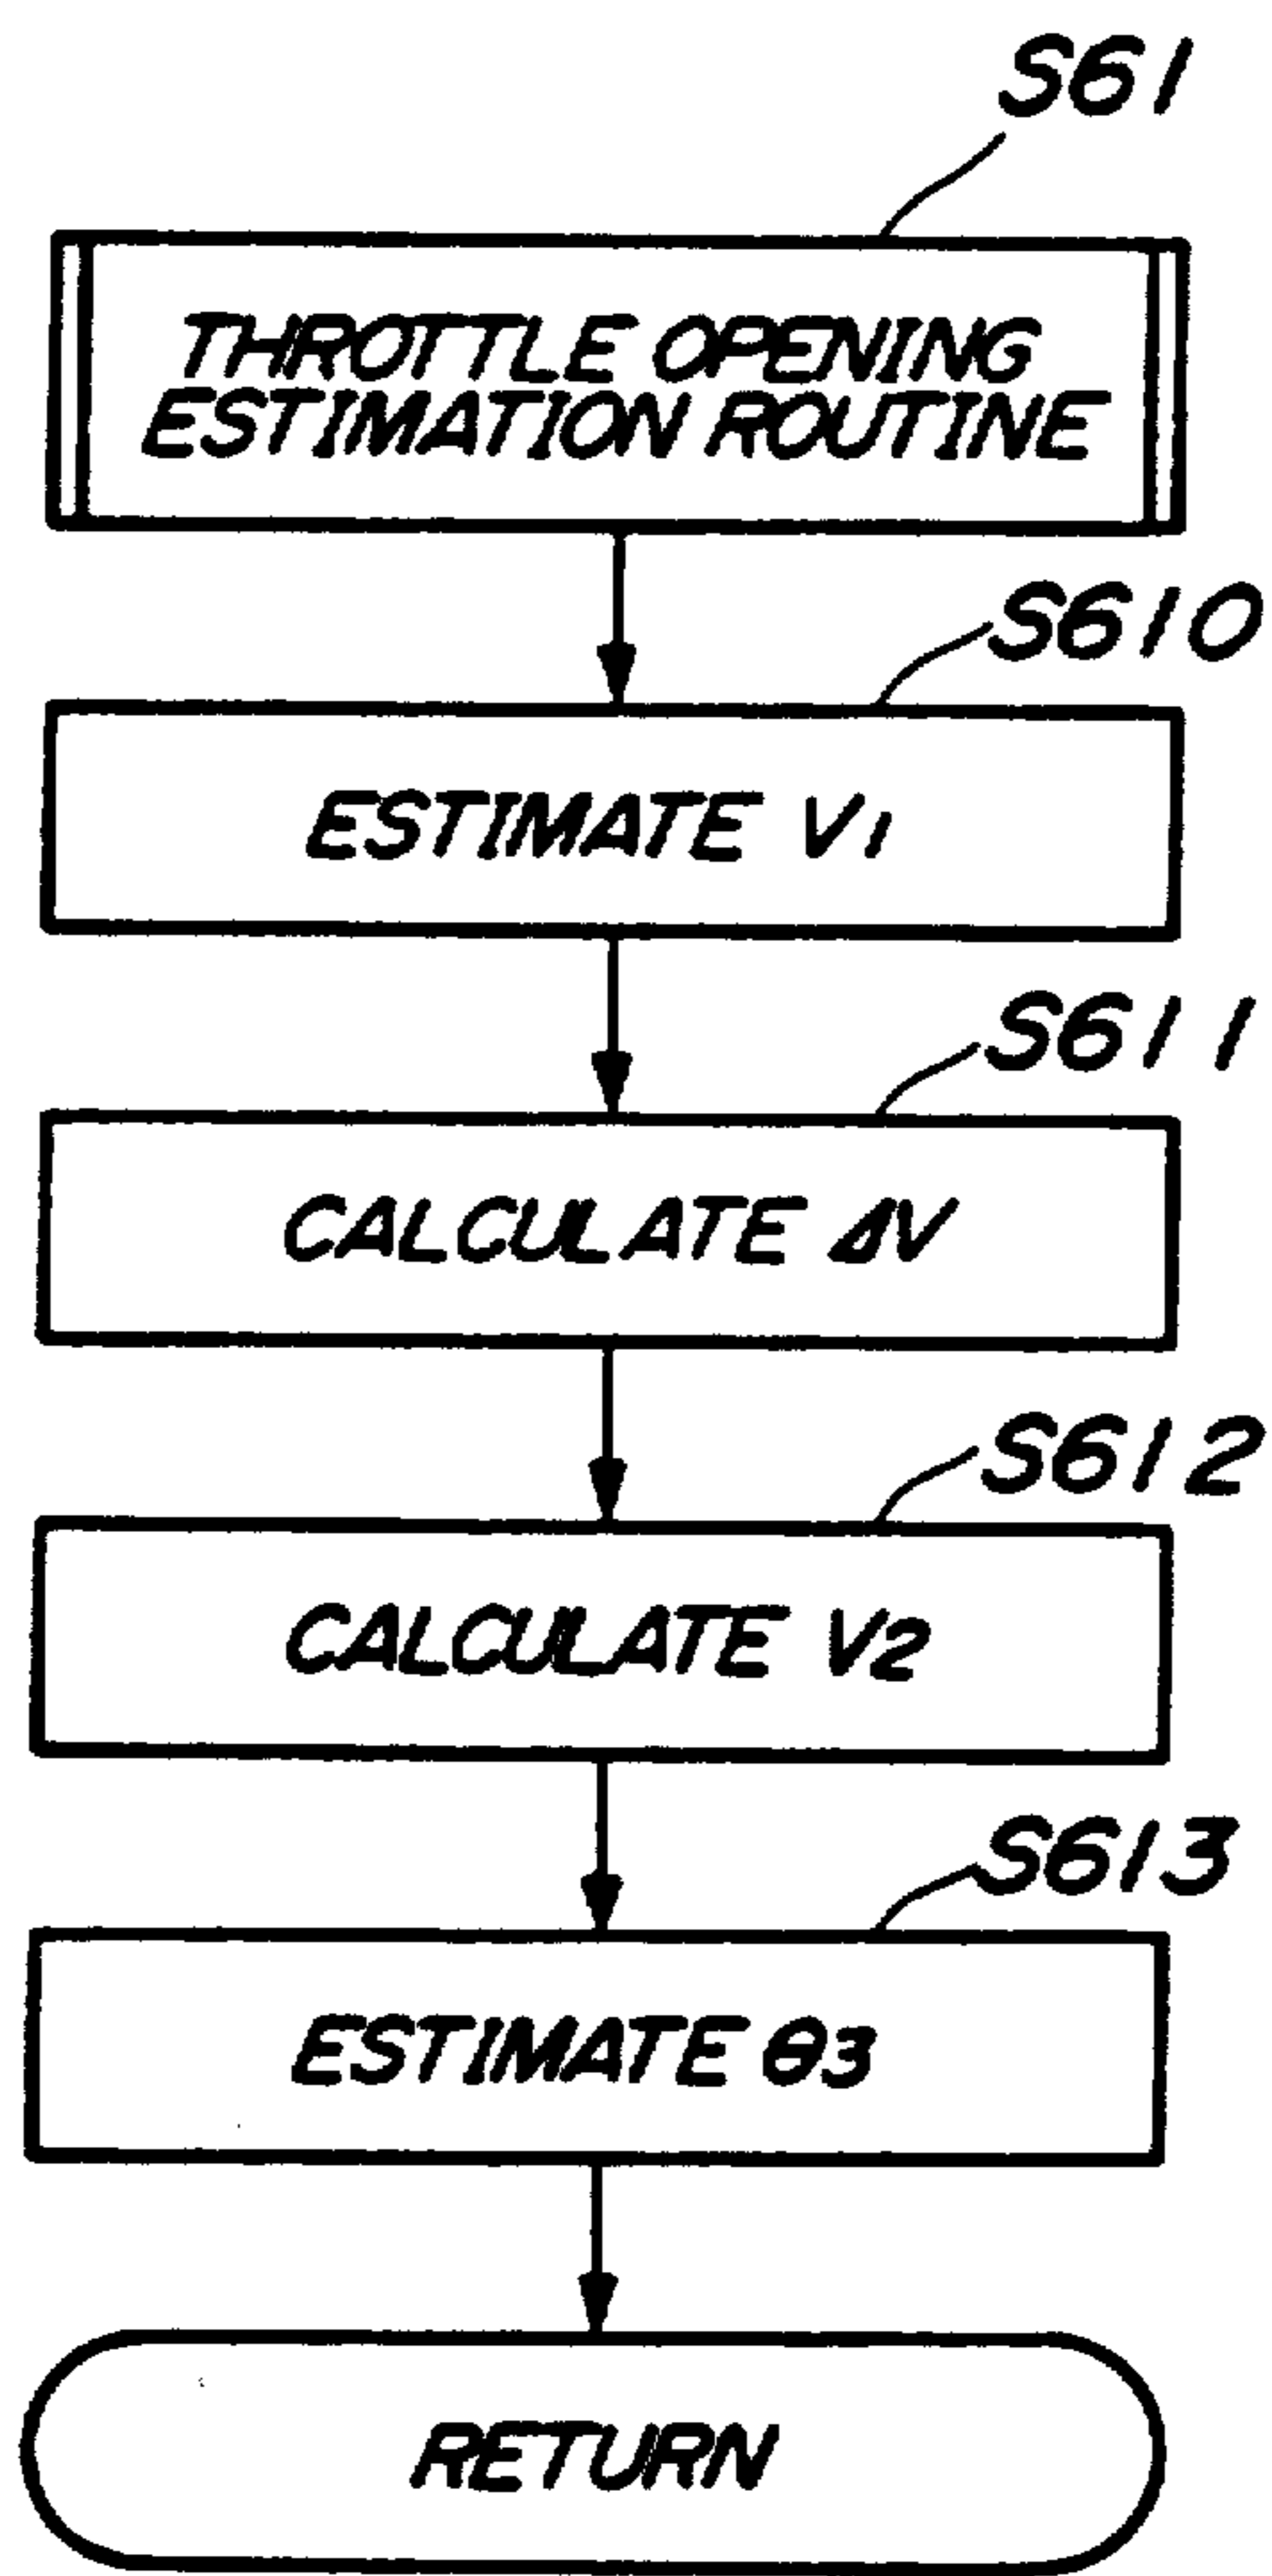 S61
THROTTLE OPENING
ESTIMATION ROUTINE
S610
ESTIMATE V1
S611
CALCULATE ΔV
S612
CALCULATE V2
S613
ESTIMATE θ3
RETURN